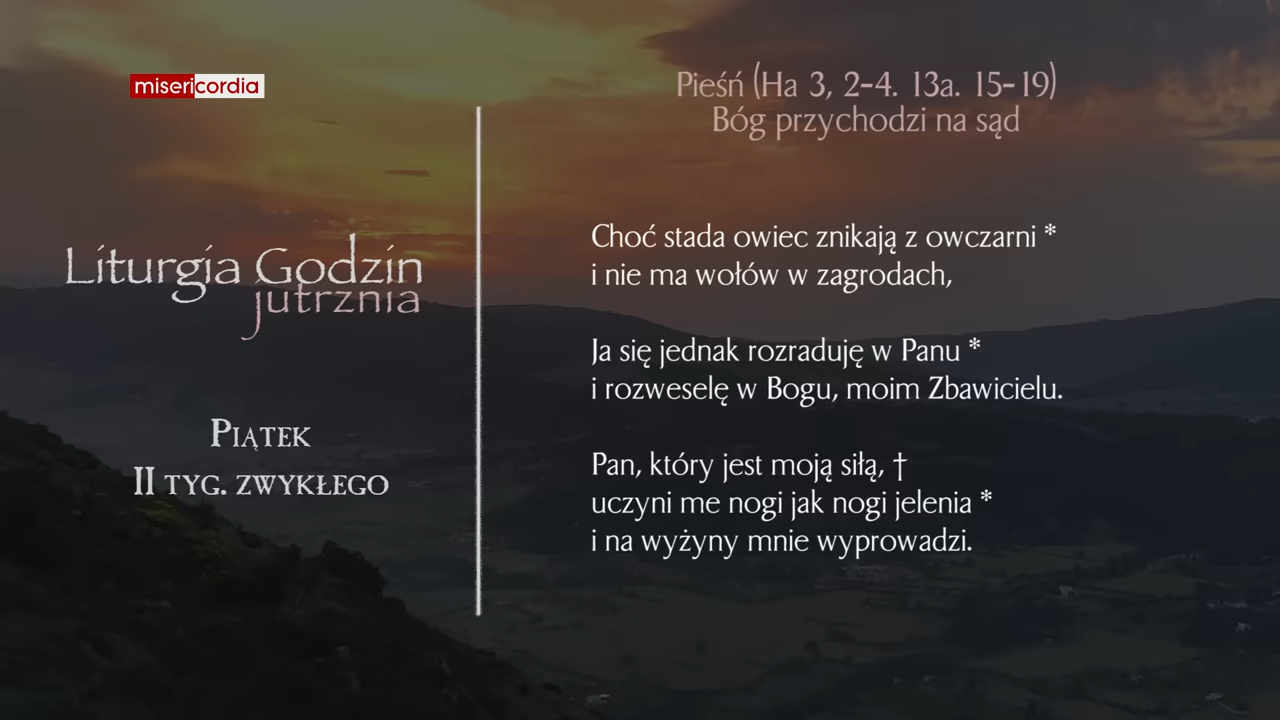 misericordia
Liturgia Godzin
jutrznia
Piątek
II tyg. zwykłego
Pieśń (Ha 3, 2-4. 13a. 15-19)
Bóg przychodzi na sąd
Choć stada owiec znikają z owczarni *
i nie ma wołów w zagrodach,
Ja się jednak rozraduję w Panu *
i rozweselę w Bogu, moim Zbawicielu.
Pan, który jest moją siłą, †
uczyni me nogi jak nogi jelenia *
i na wyżyny mnie wyprowadzi.